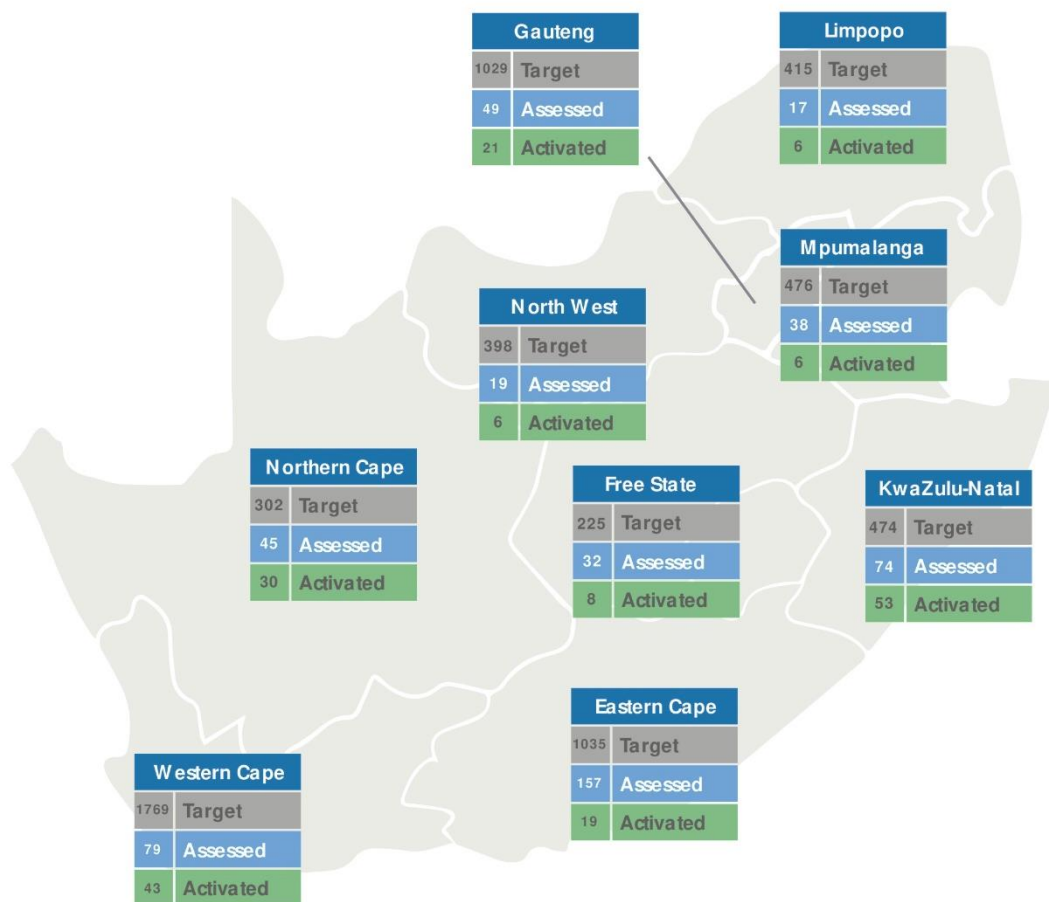 Gauteng
1029 Target
49 Assessed
21 Activated
Limpopo
415 Target
17 Assessed
6 Activated
Mpumalanga
476 Target
38 Assessed
6 Activated
North West
398 Target
19 Assessed
6 Activated
Northern Cape
302 Target
45 Assessed
30 Activated
Free State
225 Target
32 Assessed
8 Activated
KwaZulu-Natal
474 Target
74 Assessed
53 Activated
Eastern Cape
1035 Target
157 Assessed
19 Activated
Western Cape
1769 Target
79 Assessed
43 Activated